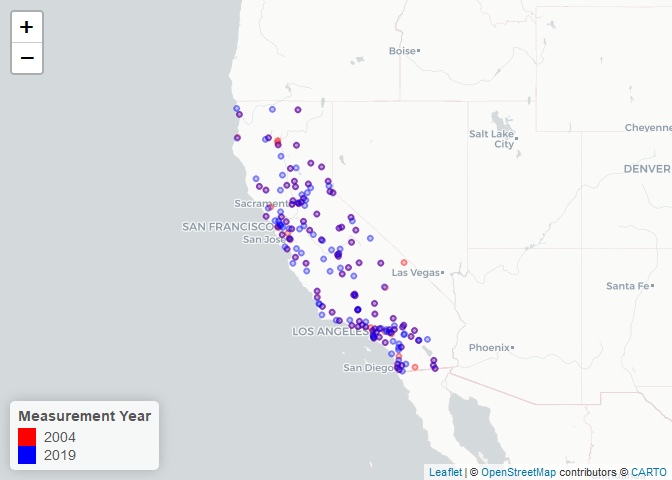 +
−
Boise
Salt Lake
City
Cheyenne
DENVER
Sacrament
SAN FRANCISCO
San Jose
Las Vegas
Santa Fe
LOS ANGELES
Phoenix
San Diego
Measurement Year
2004
2019
Leaflet | © OpenStreetMap contributors © CARTO